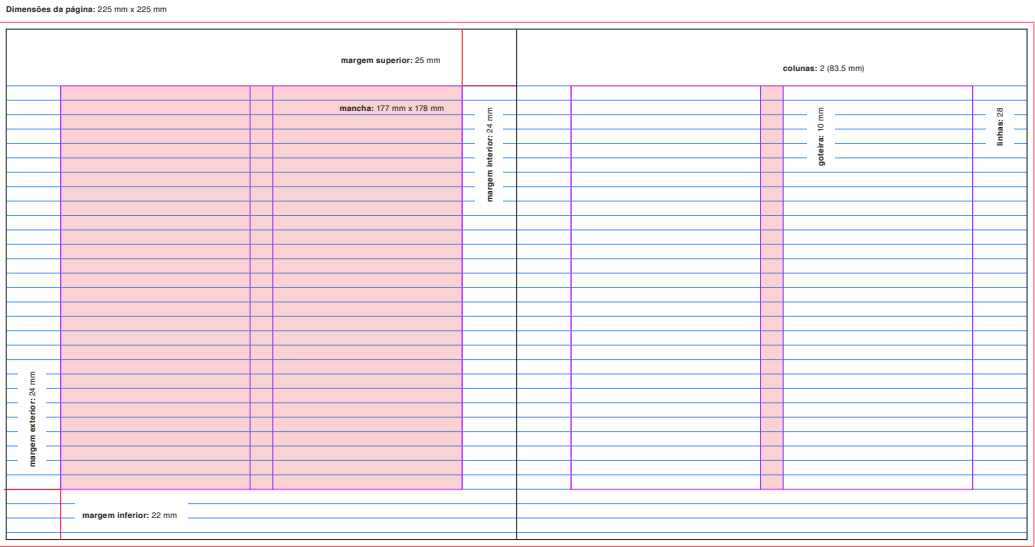 Dimensões da página: 225 mm x 225 mm
margem superior: 25 mm
colunas: 2 (83.5 mm)
mancha: 177 mm x 178 mm
margem interior: 24 mm
goteira: 10 mm
linhas: 28
margem exterior: 24 mm
margem inferior: 22 mm